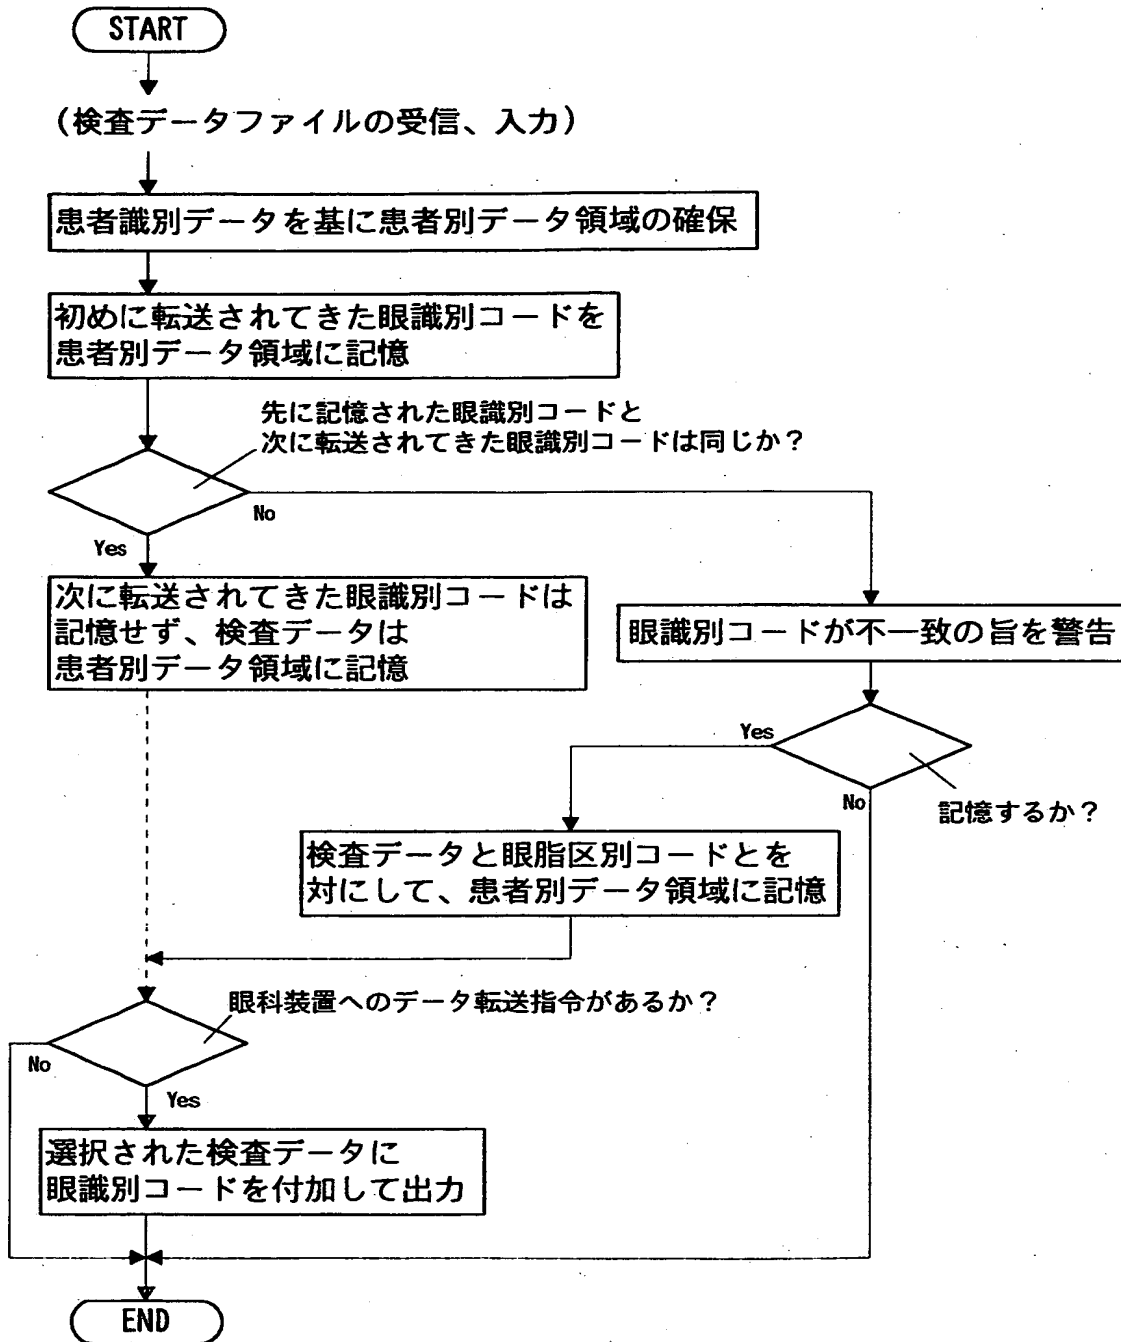 START
(検査データファイルの受信、入力)
患者識別データを基に患者別データ領域の確保
初めに転送されてきた眼識別コードを
患者別データ領域に記憶
先に記憶された眼識別コードと
次に転送されてきた眼識別コードは同じか？
No
Yes
次に転送されてきた眼識別コードは
記憶せず、検査データは
患者別データ領域に記憶
眼識別コードが不一致の旨を警告
Yes
No
記憶するか？
検査データと眼脂区別コードとを
対にして、患者別データ領域に記憶
眼科装置へのデータ転送指令があるか？
No
Yes
選択された検査データに
眼識別コードを付加して出力
END